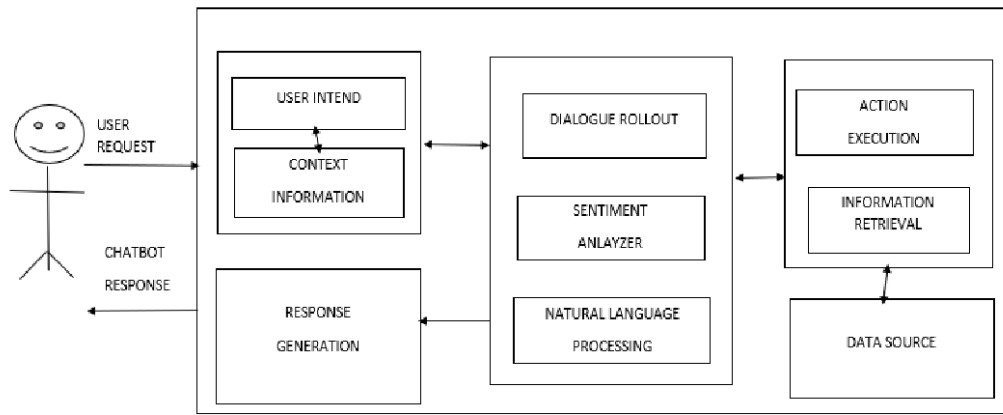 USER
REQUEST
CHATBOT
RESPONSE
USER INTEND
CONTEXT
INFORMATION
RESPONSE
GENERATION
DIALOGUE ROLLOUT
SENTIMENT
ANLAYZER
NATURAL LANGUAGE
PROCESSING
ACTION
EXECUTION
INFORMATION
RETRIEVAL
DATA SOURCE